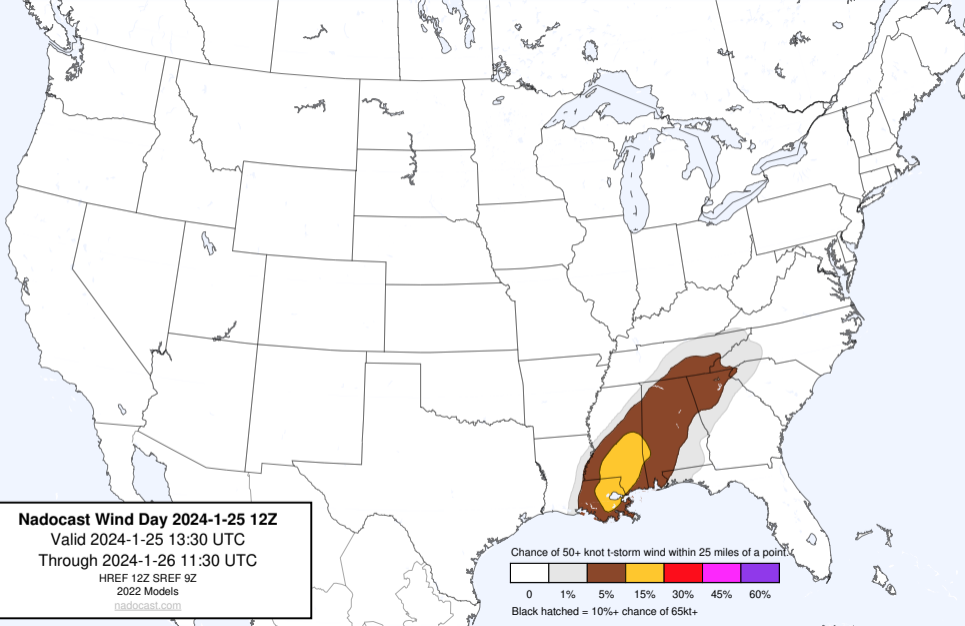 Nadocast Wind Day 2024-1-25 12Z
Valid 2024-1-25 13:30 UTC
Through 2024-1-26 11:30 UTC
HREF 12Z SREF 9Z
2022 Models
nadocast.com
Chance of 50+ knot t-storm wind within 25 miles of a point.
0 1% 5% 15% 30% 45% 60%
Black hatched = 10%+ chance of 65kt+